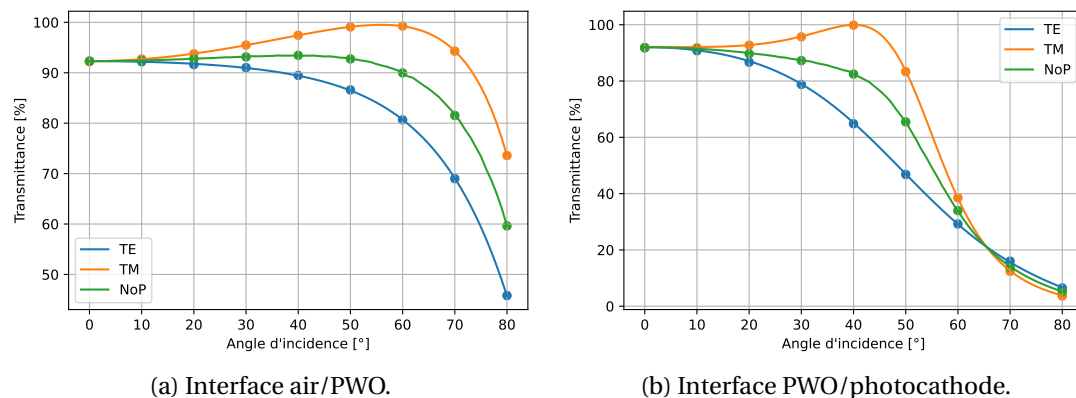 100
90
80
70
60
50
Transmittance [%]
TE
TM
NoP
0 10 20 30 40 50 60 70 80
Angle d'incidence [°]
(a) Interface air/PWO.
100
80
60
40
20
0
Transmittance [%]
TE
TM
NoP
0 10 20 30 40 50 60 70 80
Angle d'incidence [°]
(b) Interface PWO/photocathode.